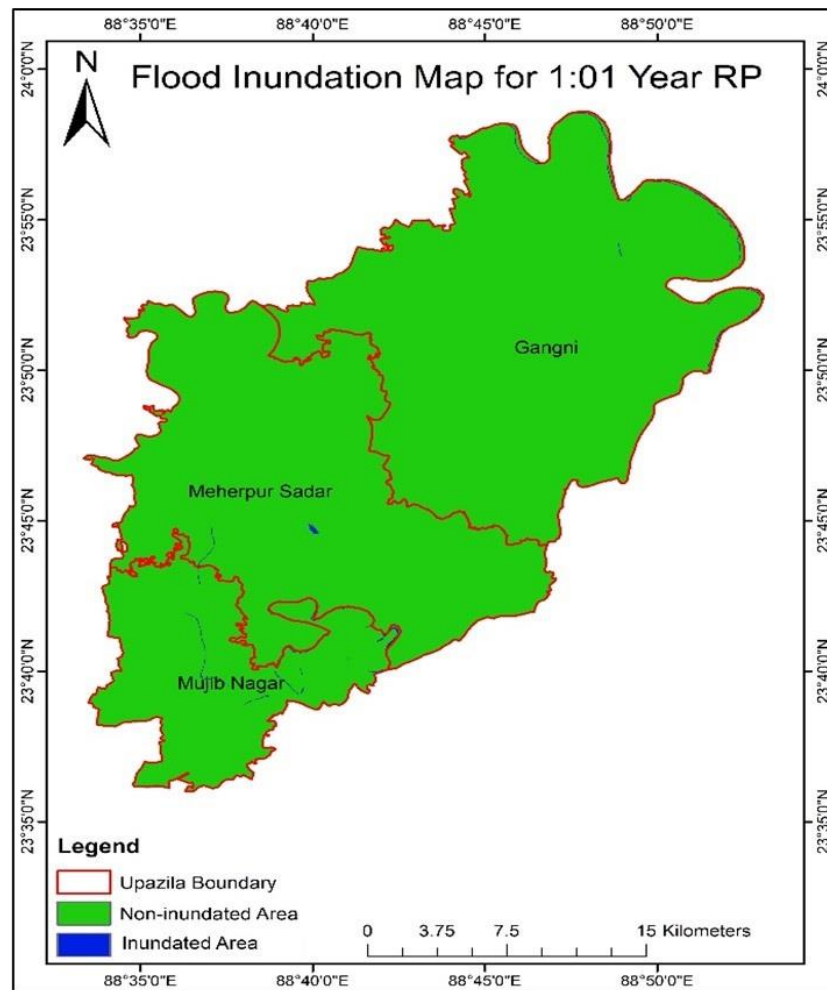 88°35'0"E 88°40'0"E 88°45'0"E 88°50'0"E
N
Flood Inundation Map for 1:01 Year RP
24°0'0"N 24°0'0"N
23°55'0"N 23°55'0"N
Gangni
23°50'0"N 23°50'0"N
Meherpur Sadar
23°45'0"N 23°45'0"N
23°40'0"N 23°40'0"N
Mujib Nagar
23°35'0"N 23°35'0"N
Legend
Upazila Boundary
Non-inundated Area
Inundated Area
0 3.75 7.5 15 Kilometers
88°35'0"E 88°40'0"E 88°45'0"E 88°50'0"E